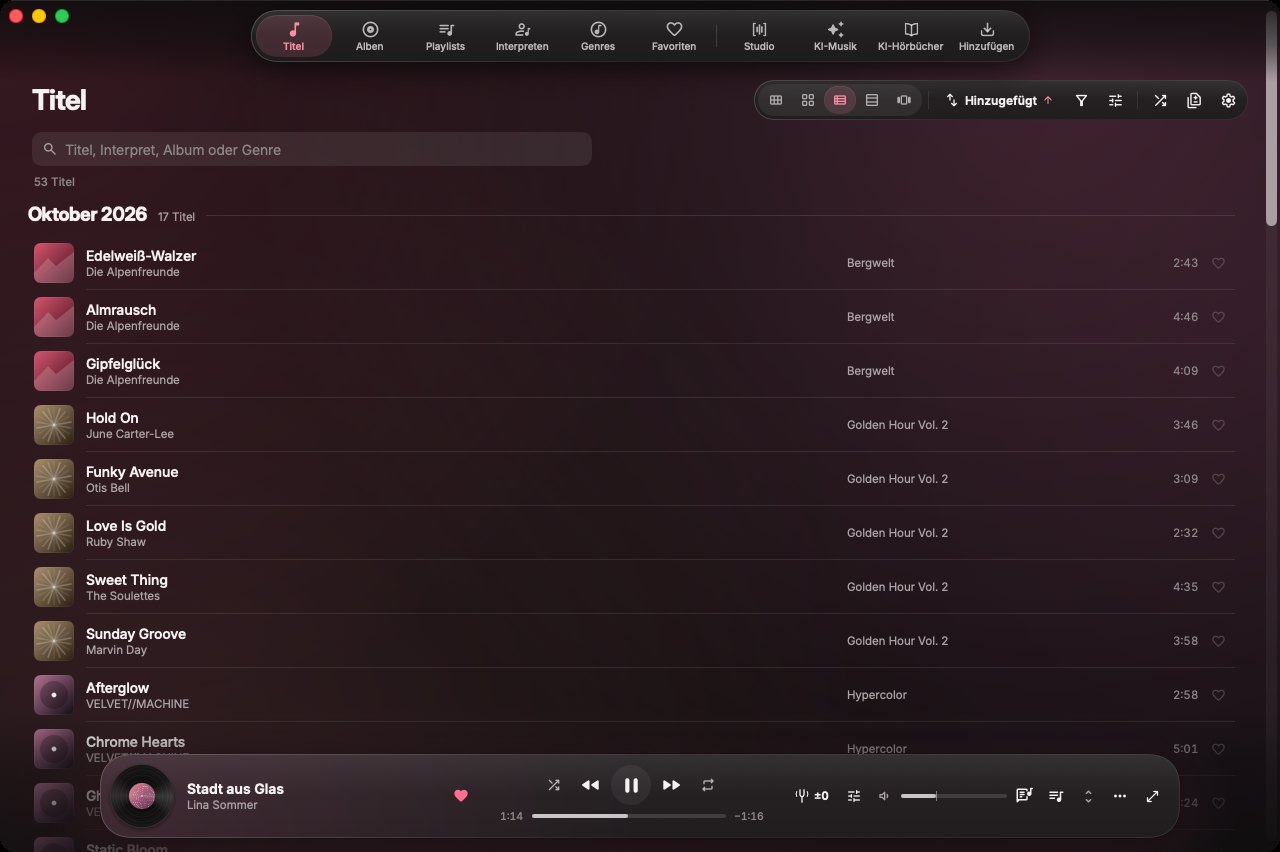 Titel
Alben
Playlists
Interpreten
Genres
Favoriten
Studio
KI-Musik
KI-Hörbücher
Hinzufügen
Titel
Hinzugefügt
Titel, Interpret, Album oder Genre
53 Titel
Oktober 2026 17 Titel
Edelweiß-Walzer
Die Alpenfreunde
Bergwelt
2:43
Almrausch
Die Alpenfreunde
Bergwelt
4:46
Gipfelglück
Die Alpenfreunde
Bergwelt
4:09
Hold On
June Carter-Lee
Golden Hour Vol. 2
3:46
Funky Avenue
Otis Bell
Golden Hour Vol. 2
3:09
Love Is Gold
Ruby Shaw
Golden Hour Vol. 2
2:32
Sweet Thing
The Soulettes
Golden Hour Vol. 2
4:35
Sunday Groove
Marvin Day
Golden Hour Vol. 2
3:58
Afterglow
VELVET//MACHINE
Hypercolor
2:58
Chrome Hearts
VELVET//MACHINE
Hypercolor
5:01
:24
Static Bloom
Stadt aus Glas
Lina Sommer
1:14
−1:16
±0